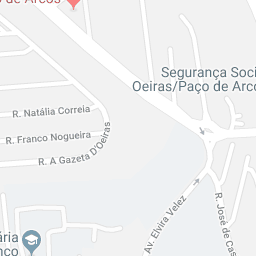 de Arcos
Segurança Soci
Oeiras/Paço de Arco
R. Natália Correia
R. Franco Nogueira
R. A Gazeta D'Oeiras
Av. Elvira Velez
R. José de Cas
ária
nco